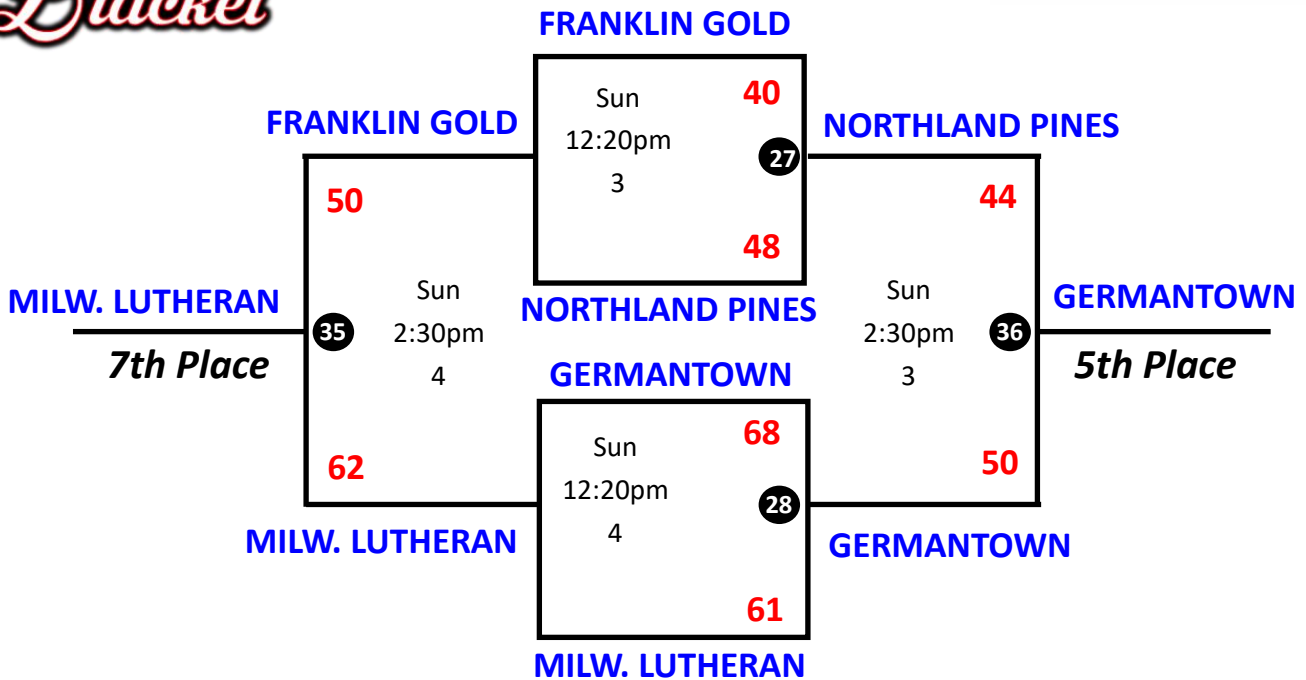 Bracket
FRANKLIN GOLD
Sun
12:20pm
3
40
27
48
NORTHLAND PINES
FRANKLIN GOLD
NORTHLAND PINES
50
44
MILW. LUTHERAN
7th Place
35
Sun
2:30pm
4
Sun
2:30pm
3
36
GERMANTOWN
5th Place
GERMANTOWN
Sun
12:20pm
4
68
28
61
MILW. LUTHERAN
62
50
MILW. LUTHERAN
GERMANTOWN